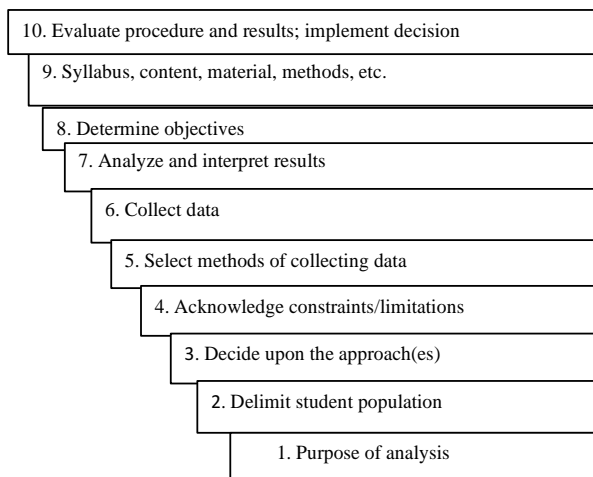 10. Evaluate procedure and results; implement decision
9. Syllabus, content, material, methods, etc.
8. Determine objectives
7. Analyze and interpret results
6. Collect data
5. Select methods of collecting data
4. Acknowledge constraints/limitations
3. Decide upon the approach(es)
2. Delimit student population
1. Purpose of analysis